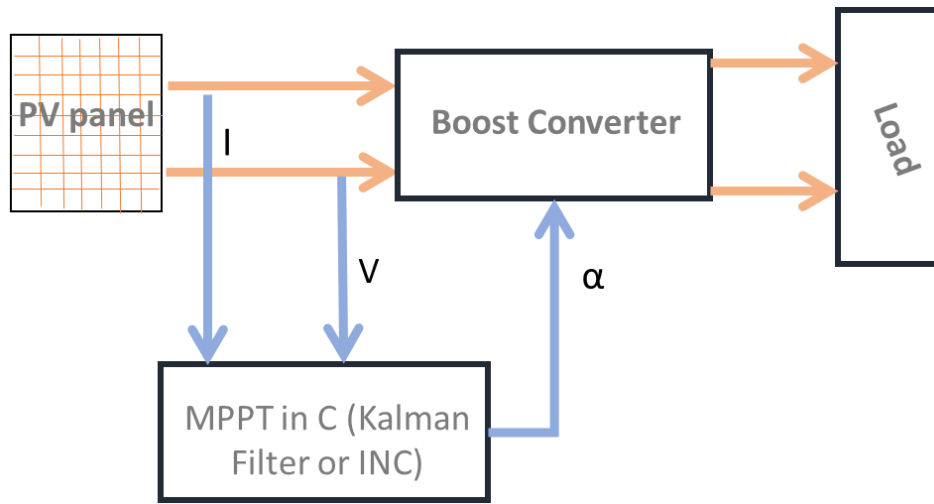 PV panel
Boost Converter
Load
I
V
α
MPPT in C (Kalman
Filter or INC)